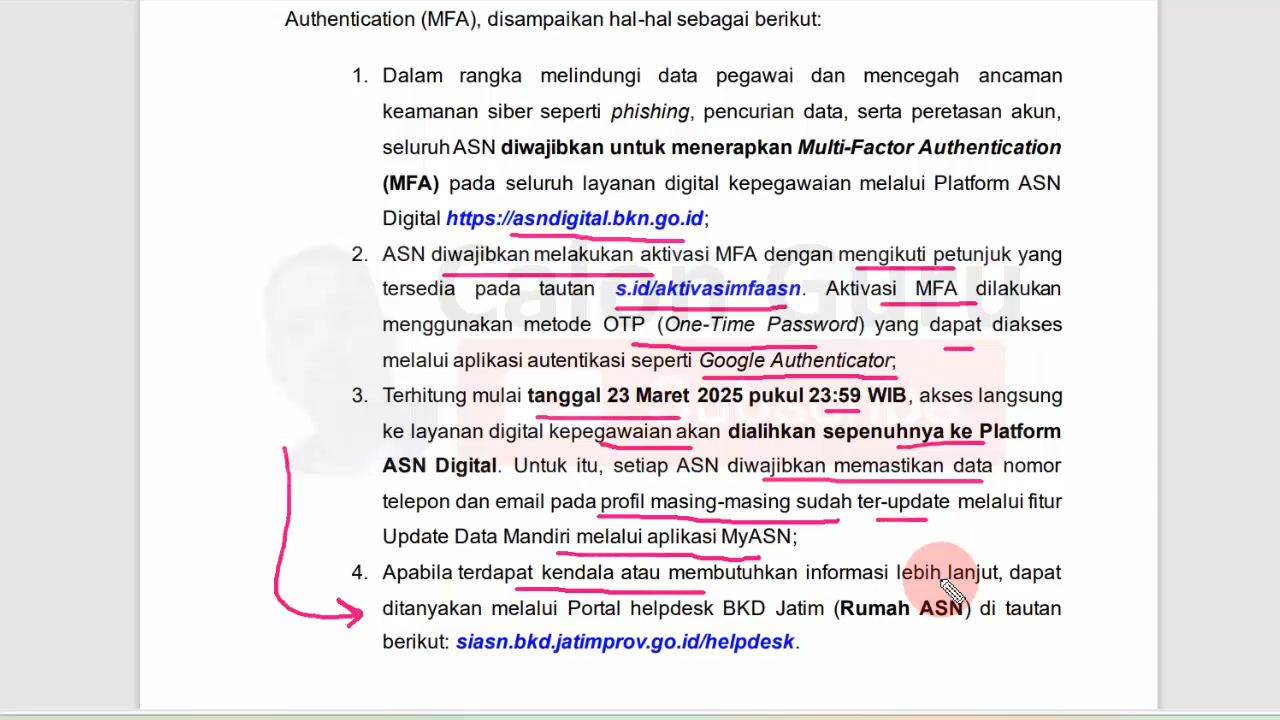 Authentication (MFA), disampaikan hal-hal sebagai berikut:
1. Dalam rangka melindungi data pegawai dan mencegah ancaman
keamanan siber seperti phishing, pencurian data, serta peretasan akun,
seluruh ASN diwajibkan untuk menerapkan Multi-Factor Authentication
(MFA) pada seluruh layanan digital kepegawaian melalui Platform ASN
Digital https://asndigital.bkn.go.id;
2. ASN diwajibkan melakukan aktivasi MFA dengan mengikuti petunjuk yang
tersedia pada tautan s.id/aktivasimfaasn. Aktivasi MFA dilakukan
menggunakan metode OTP (One-Time Password) yang dapat diakses
melalui aplikasi autentikasi seperti Google Authenticator;
3. Terhitung mulai tanggal 23 Maret 2025 pukul 23:59 WIB, akses langsung
ke layanan digital kepegawaian akan dialihkan sepenuhnya ke Platform
ASN Digital. Untuk itu, setiap ASN diwajibkan memastikan data nomor
telepon dan email pada profil masing-masing sudah ter-update melalui fitur
Update Data Mandiri melalui aplikasi MyASN;
4. Apabila terdapat kendala atau membutuhkan informasi lebih lanjut, dapat
ditanyakan melalui Portal helpdesk BKD Jatim (Rumah ASN) di tautan
berikut: siasn.bkd.jatimprov.go.id/helpdesk.
Calon Guru
Subscribe